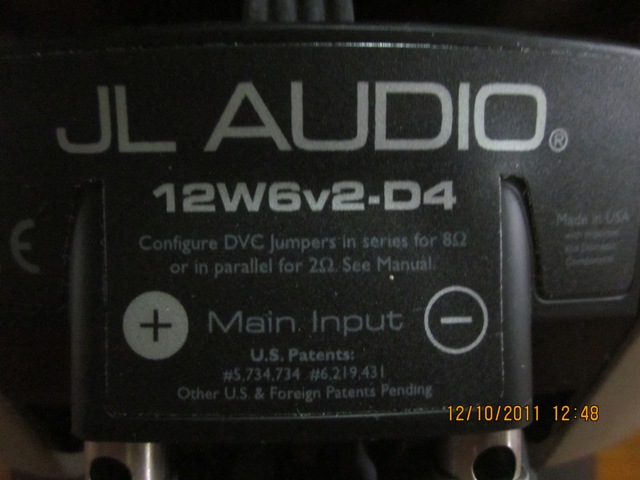 JL AUDIO®
12W6v2-D4
Configure DVC Jumpers in series for 8Ω
or in parallel for 2Ω. See Manual.
+ Main Input −
U.S. Patents:
#5,734,734 #6,219,431
Other U.S. & Foreign Patents Pending
CE
Made in USA
Components
12/10/2011 12:48